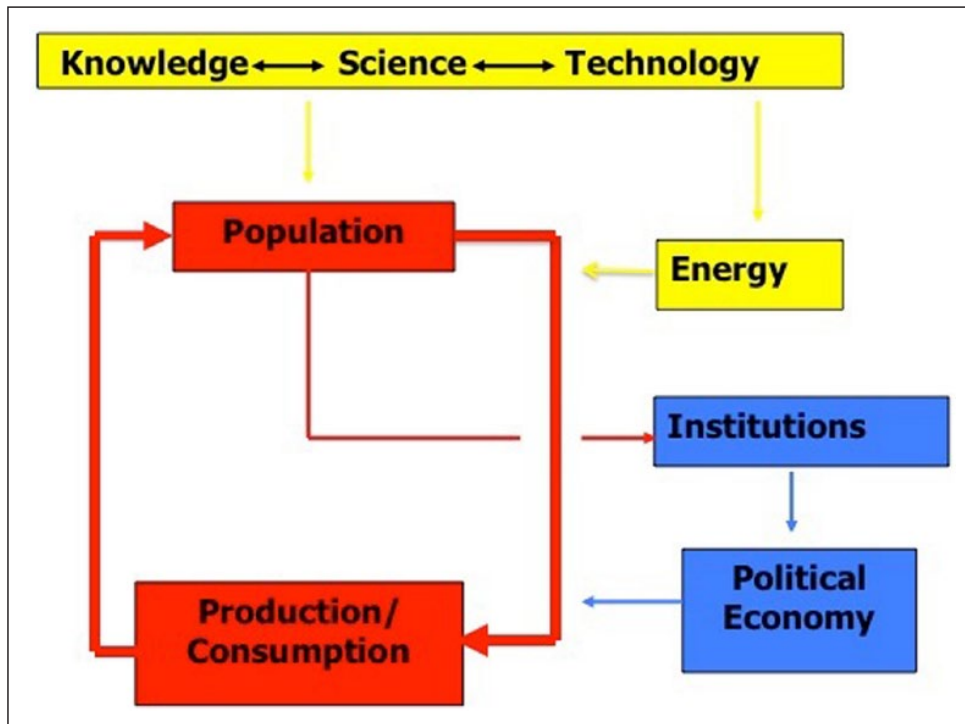 Knowledge Science Technology
Population
Energy
Institutions
Production/
Consumption
Political
Economy